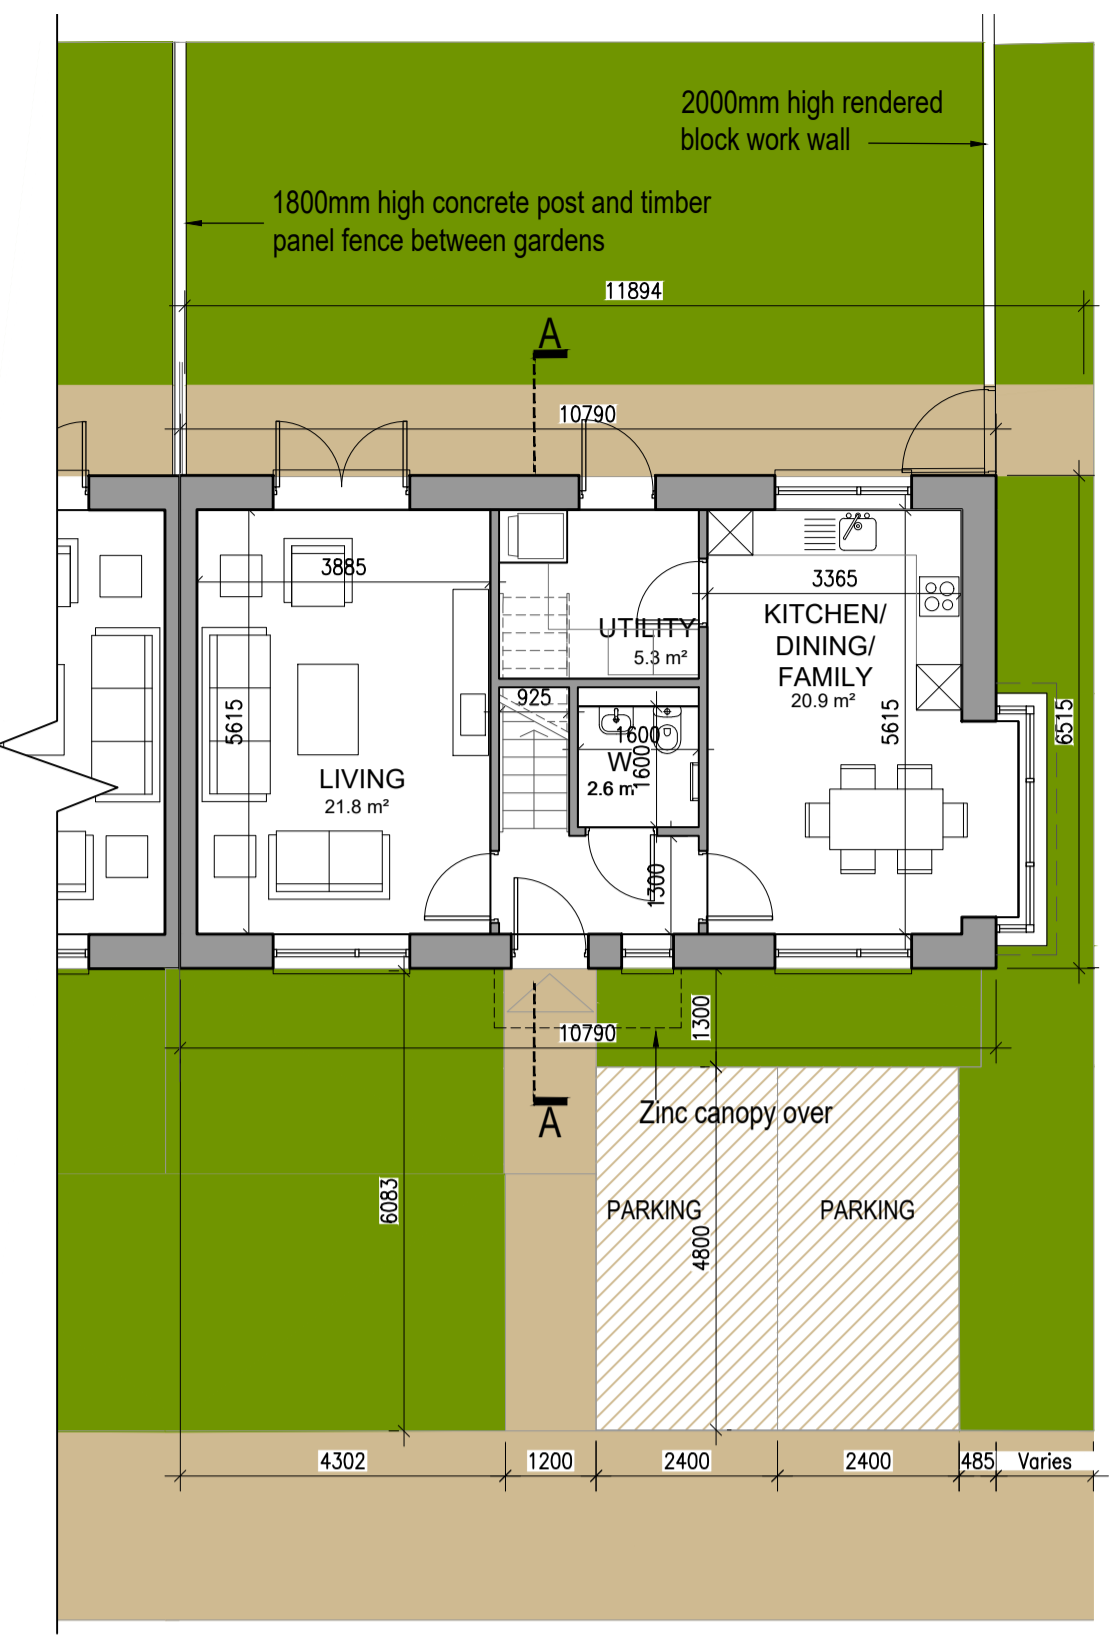 2000mm high rendered
block work wall
1800mm high concrete post and timber
panel fence between gardens
11894
A
10790
3885
3365
KITCHEN/
DINING/
FAMILY
20.9 m²
UTILITY
5.3 m²
925
5615
1600
1600
W
2.6 m
5615
6515
LIVING
21.8 m²
1300
1300
10790
A
Zinc canopy over
6083
PARKING
PARKING
4800
4302
1200
2400
2400
485
Varies